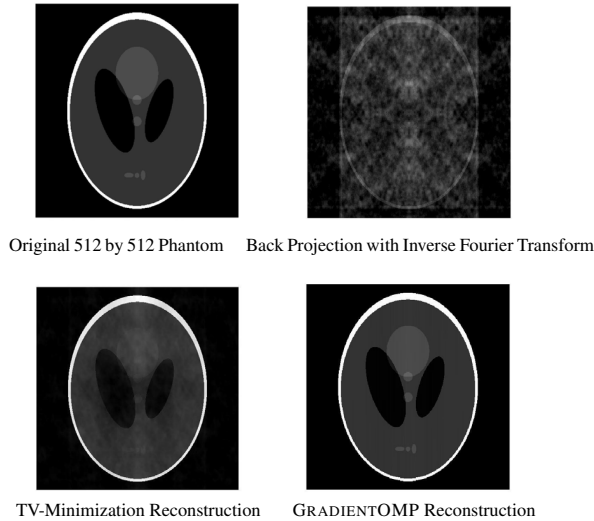 Original 512 by 512 Phantom
Back Projection with Inverse Fourier Transform
TV-Minimization Reconstruction
GRADIENTOMP Reconstruction